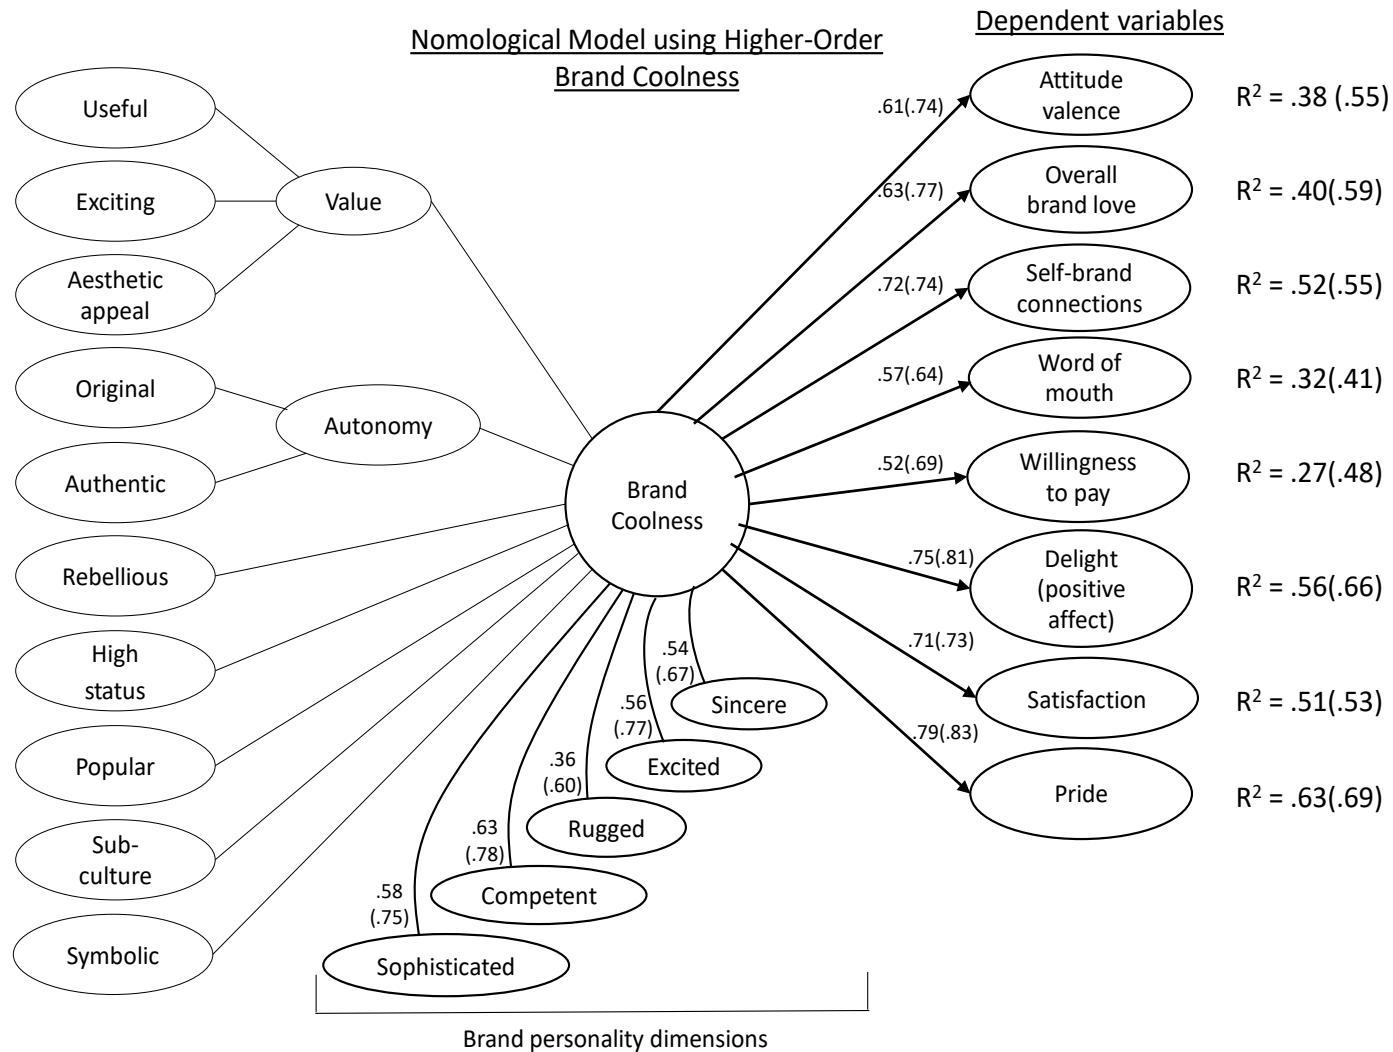 Nomological Model using Higher-Order
Brand Coolness
Dependent variables
Useful
Exciting
Aesthetic
appeal
Original
Authentic
Rebellious
High
status
Popular
Sub-
culture
Symbolic
Value
Autonomy
Brand
Coolness
.61(.74)
Attitude
valence
R² = .38 (.55)
.63(.77)
Overall
brand love
R² = .40(.59)
.72(.74)
Self-brand
connections
R² = .52(.55)
.57(.64)
Word of
mouth
R² = .32(.41)
.52(.69)
Willingness
to pay
R² = .27(.48)
.75(.81)
Delight
(positive
affect)
R² = .56(.66)
.71(.73)
Satisfaction
R² = .51(.53)
.79(.83)
Pride
R² = .63(.69)
.54
(.67)
Sincere
.56
(.77)
Excited
.36
(.60)
Rugged
.63
(.78)
Competent
.58
(.75)
Sophisticated
Brand personality dimensions